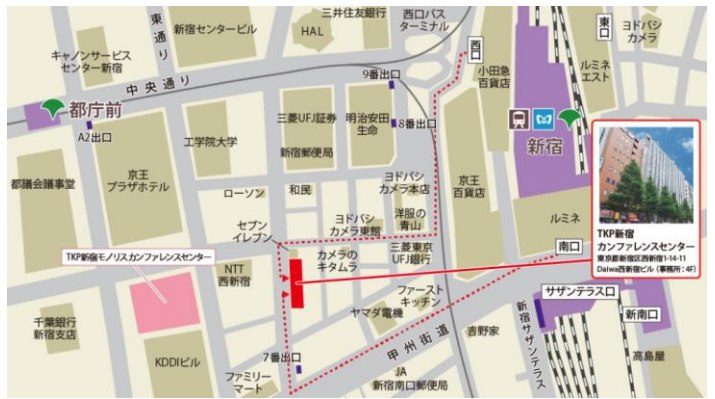 東通り
新宿センタービル
HAL
三井住友銀行
西口バス
ターミナル
西口
東口
ヨドバシ
カメラ
キヤノンサービス
センター新宿
中央通り
9番出口
小田急
百貨店
ルミネ
エスト
都庁前
A2出口
工学院大学
三菱UFJ証券
新宿郵便局
明治安田
生命
8番出口
新宿
都議会議事堂
京王
プラザホテル
ローソン
和民
ヨドバシ
カメラ本店
京王
百貨店
ルミネ
セブン
イレブン
ヨドバシ
カメラ東館
洋服の
青山
南口
TKP新宿
カンファレンスセンター
東京都新宿区西新宿1-14-11
Daiwa西新宿ビル（事務所：4F）
TKP新宿モノリスカンファレンスセンター
NTT
西新宿
カメラの
キタムラ
三菱東京
UFJ銀行
ファースト
キッチン
ヤマダ電機
サザンテラス口
新南口
千葉銀行
新宿支店
KDDIビル
7番出口
甲州街道
吉野家
新宿サザンテラス
高島屋
ファミリー
マート
JA
新宿南口郵便局